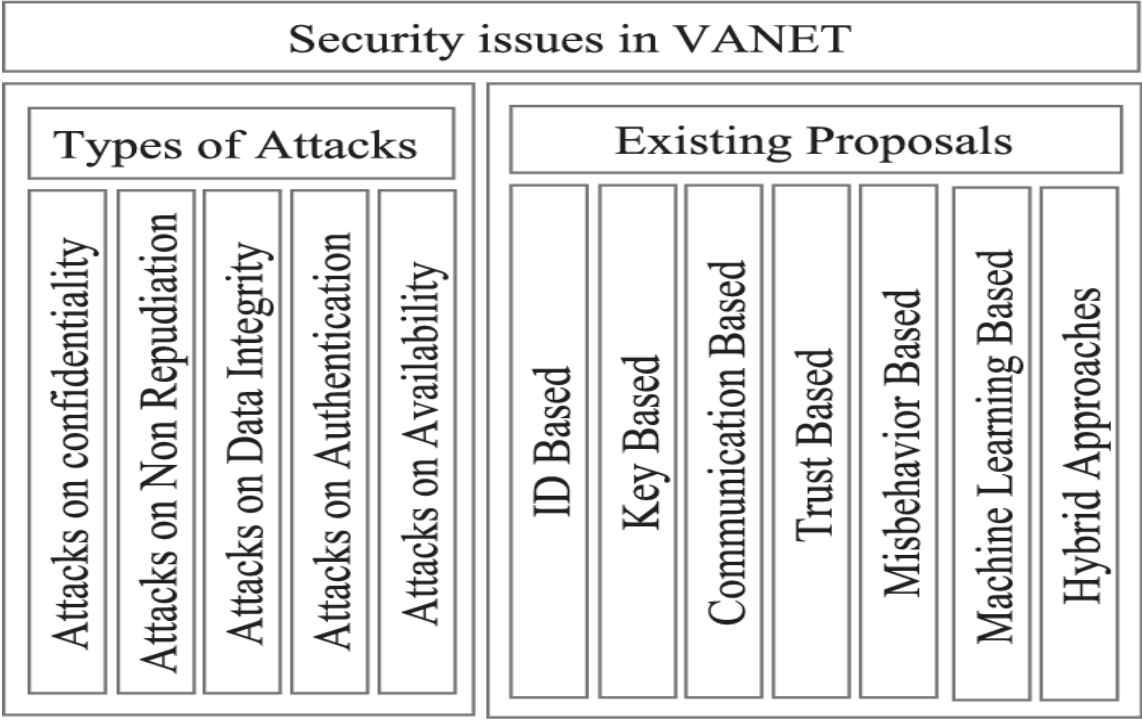 Security issues in VANET
Types of Attacks
Attacks on confidentiality
Attacks on Non Repudiation
Attacks on Data Integrity
Attacks on Authentication
Attacks on Availability
Existing Proposals
ID Based
Key Based
Communication Based
Trust Based
Misbehavior Based
Machine Learning Based
Hybrid Approaches